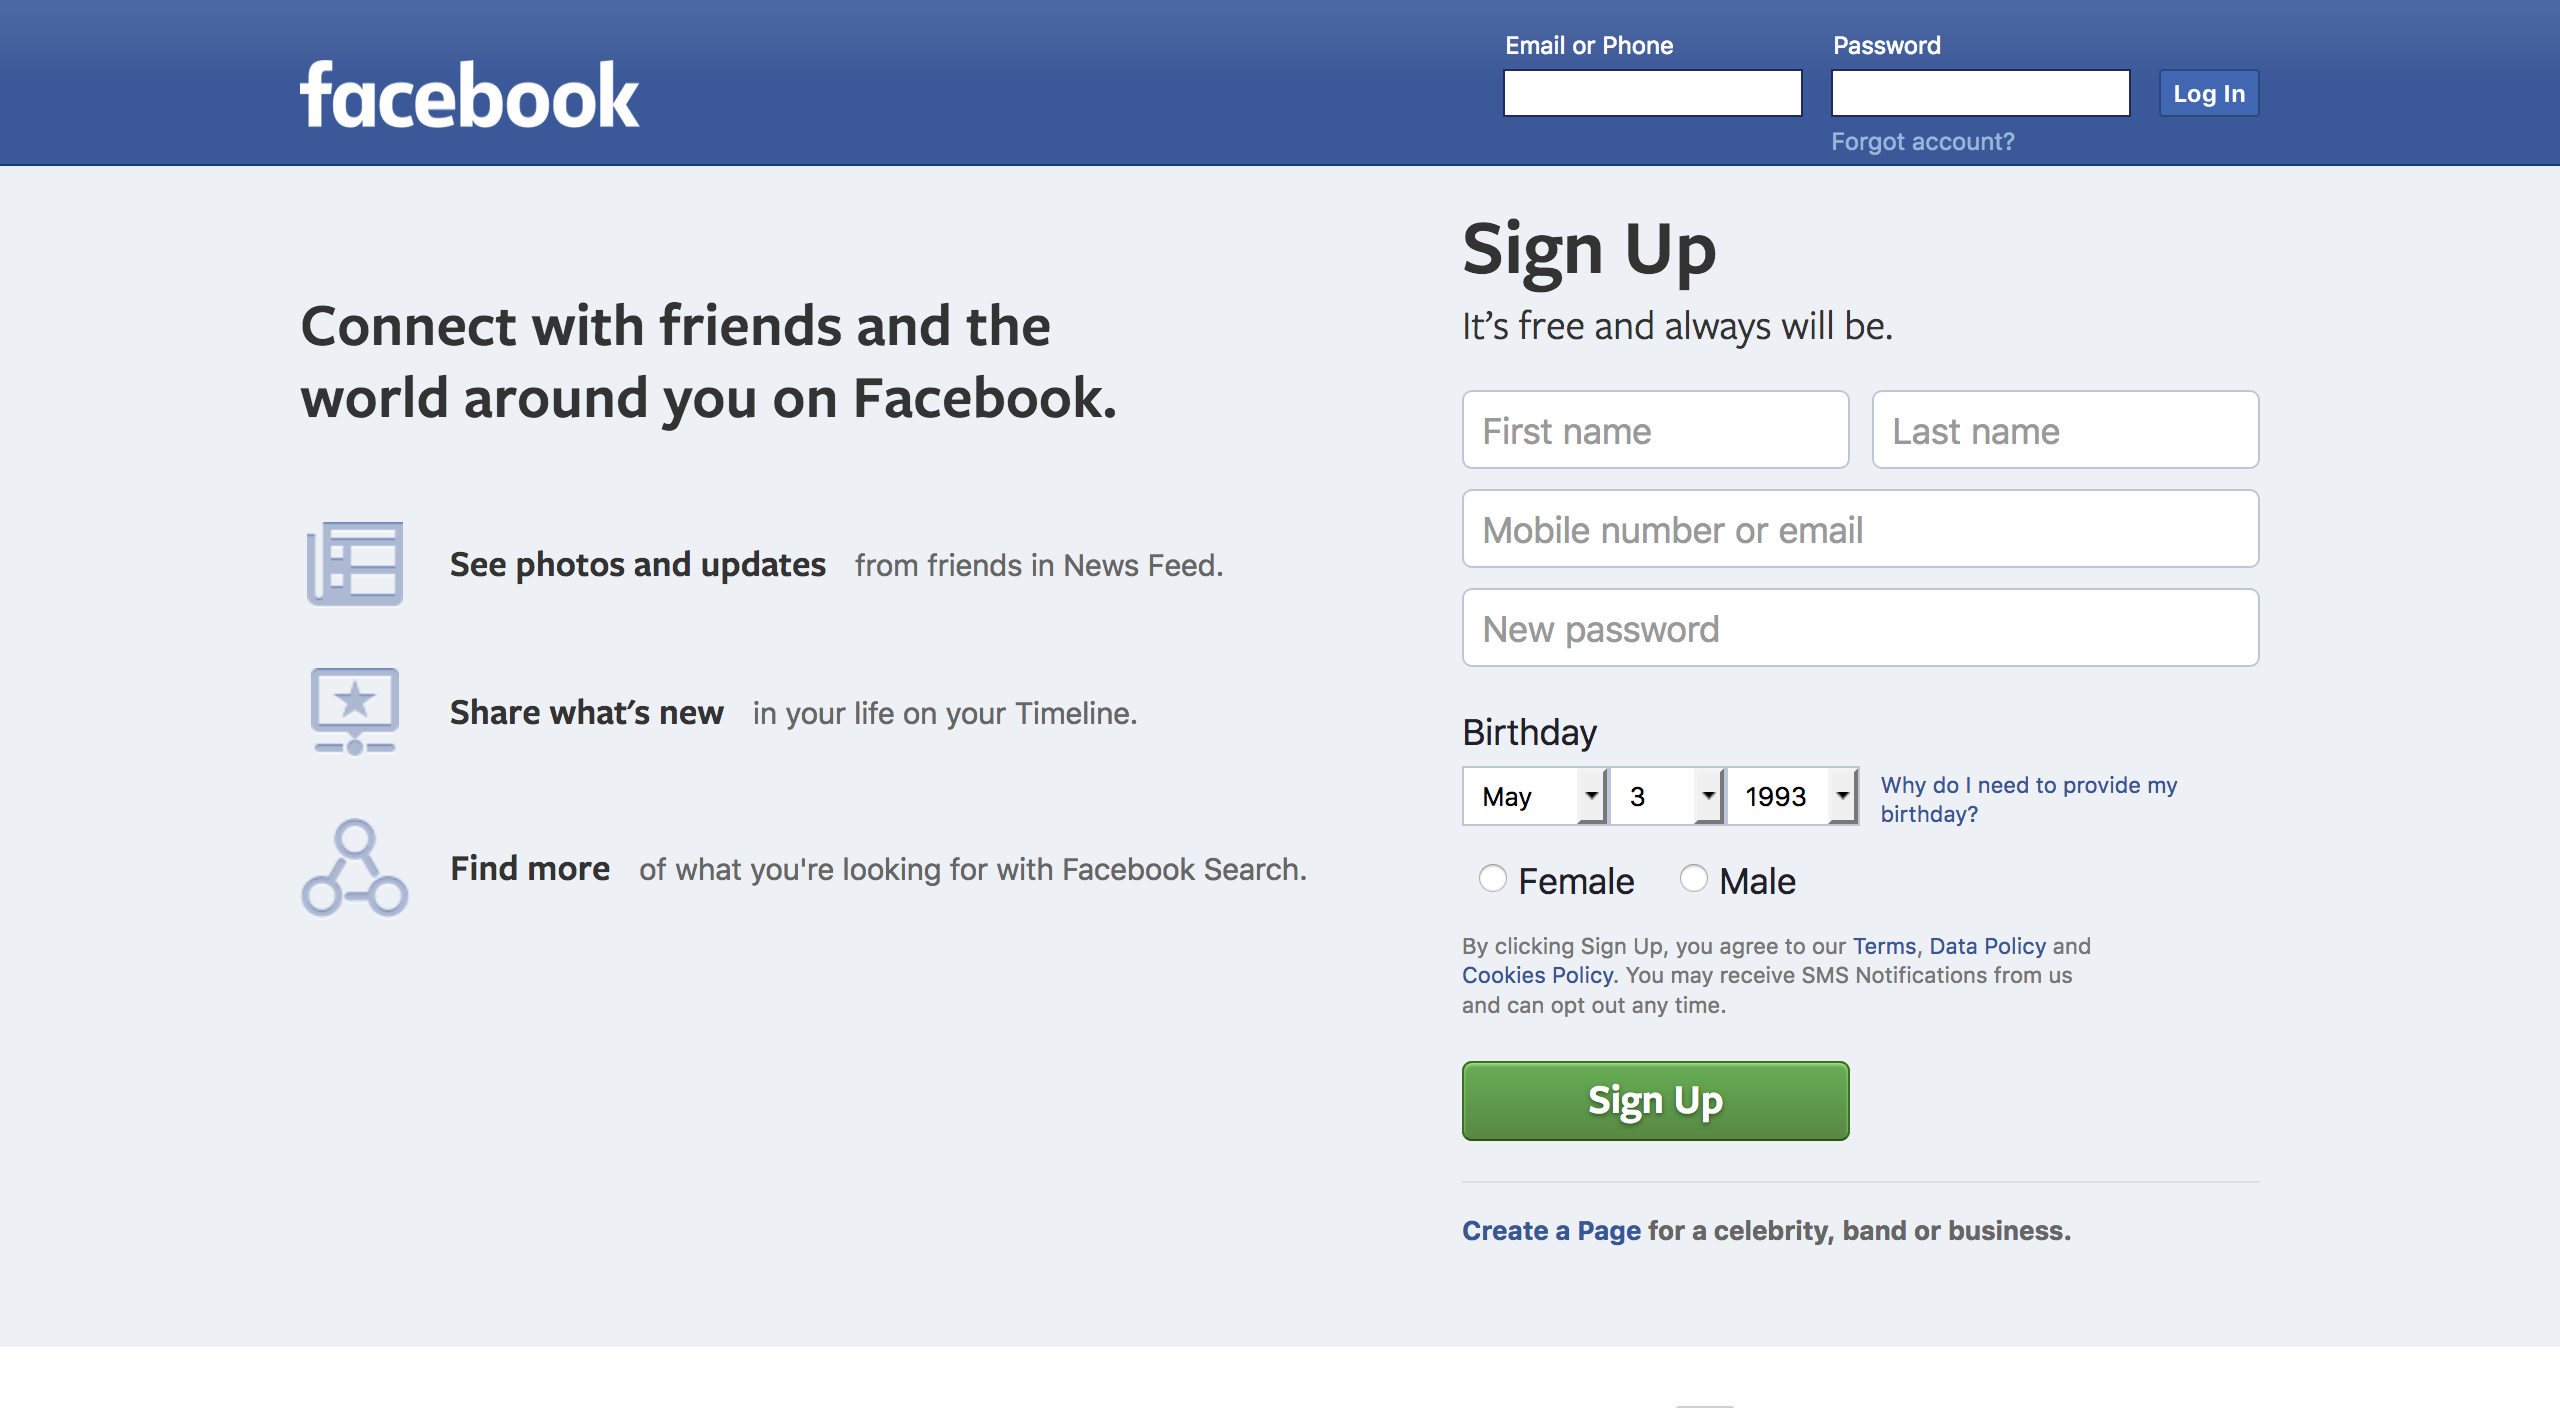 facebook
Email or Phone
Password
Log In
Forgot account?
Connect with friends and the
world around you on Facebook.
See photos and updates from friends in News Feed.
Share what's new in your life on your Timeline.
Find more of what you're looking for with Facebook Search.
Sign Up
It’s free and always will be.
First name
Last name
Mobile number or email
New password
Birthday
May 3 1993
Why do I need to provide my
birthday?
Female Male
By clicking Sign Up, you agree to our Terms, Data Policy and
Cookies Policy. You may receive SMS Notifications from us
and can opt out any time.
Sign Up
Create a Page for a celebrity, band or business.